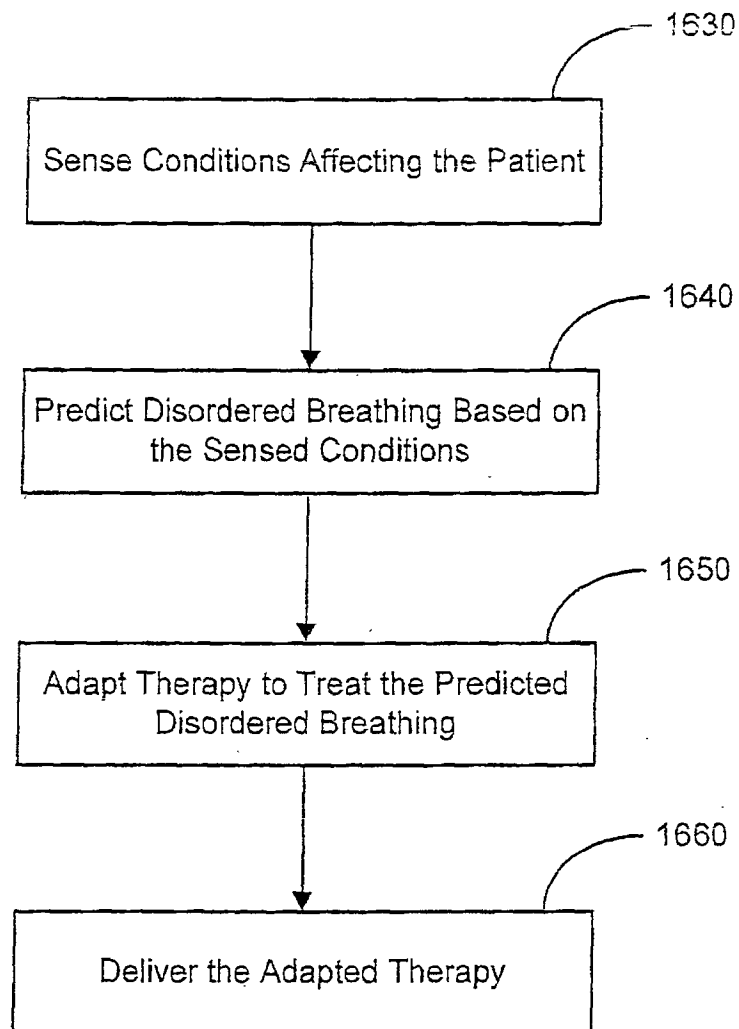 1630
Sense Conditions Affecting the Patient
1640
Predict Disordered Breathing Based on
the Sensed Conditions
1650
Adapt Therapy to Treat the Predicted
Disordered Breathing
1660
Deliver the Adapted Therapy